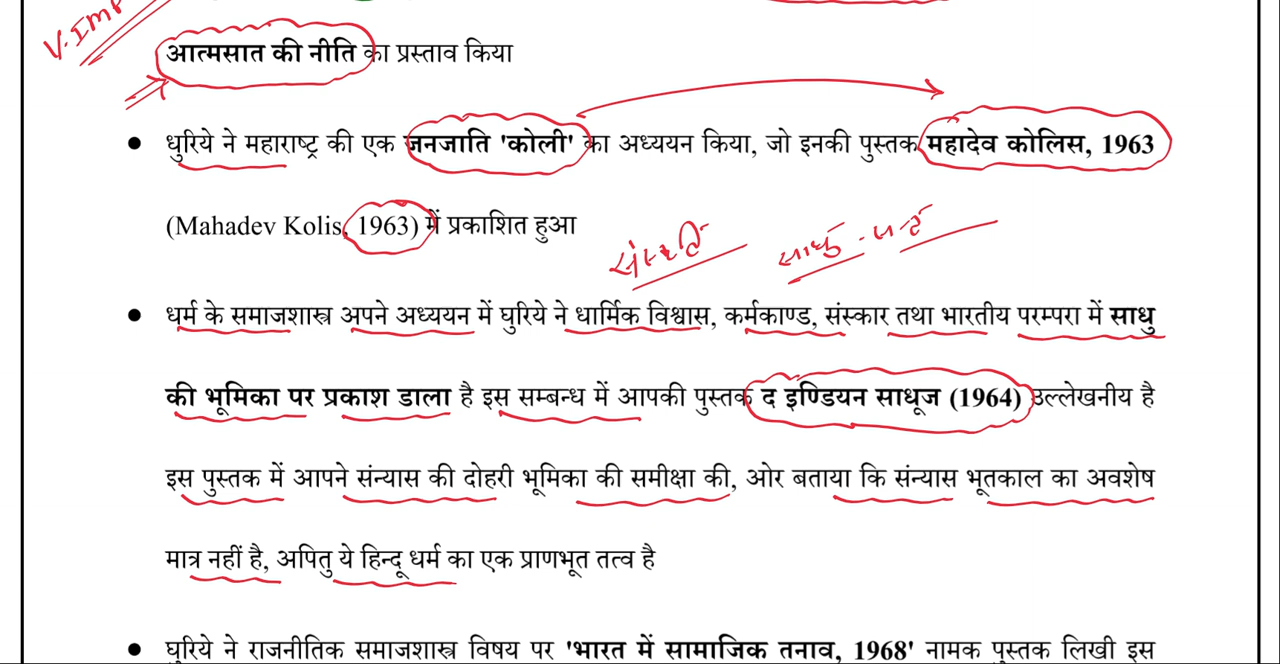 V. Imp
आत्मसात की नीति का प्रस्ताव किया
● धुरिये ने महाराष्ट्र की एक जनजाति 'कोली' का अध्ययन किया, जो इनकी पुस्तक महादेव कोलिस, 1963
(Mahadev Kolis, 1963) में प्रकाशित हुआ
● धर्म के समाजशास्त्र अपने अध्ययन में घुरिये ने धार्मिक विश्वास, कर्मकाण्ड, संस्कार तथा भारतीय परम्परा में साधु
की भूमिका पर प्रकाश डाला है इस सम्बन्ध में आपकी पुस्तक द इण्डियन साधूज (1964) उल्लेखनीय है
इस पुस्तक में आपने संन्यास की दोहरी भूमिका की समीक्षा की, ओर बताया कि संन्यास भूतकाल का अवशेष
मात्र नहीं है, अपितु ये हिन्दू धर्म का एक प्राणभूत तत्व है
● घुरिये ने राजनीतिक समाजशास्त्र विषय पर 'भारत में सामाजिक तनाव, 1968' नामक पुस्तक लिखी इस